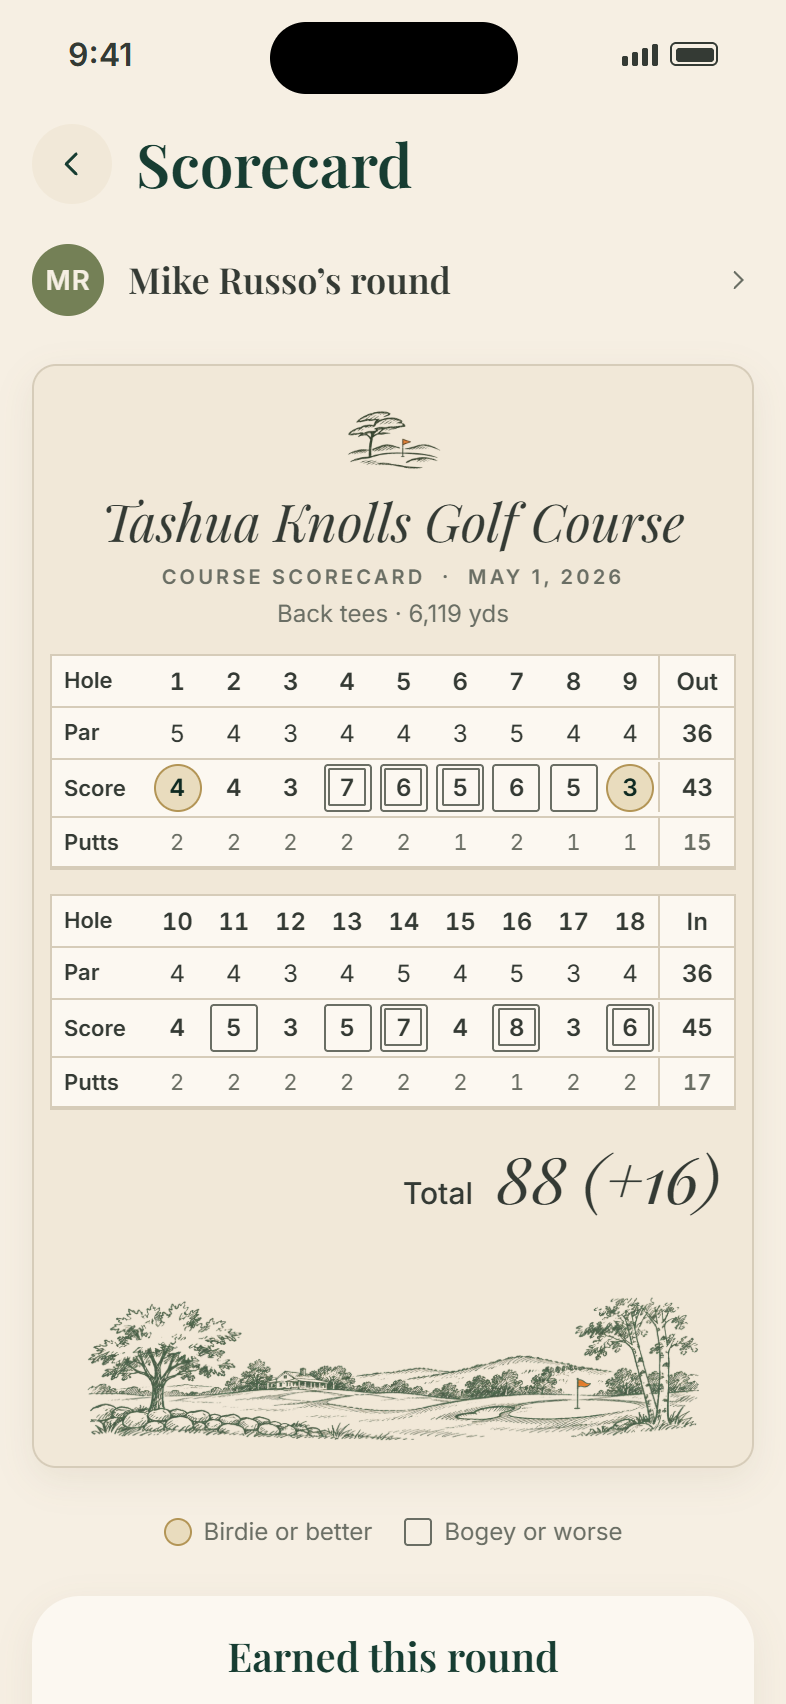 9:41
Scorecard
MR Mike Russo’s round
Tashua Knolls Golf Course
COURSE SCORECARD · MAY 1, 2026
Back tees · 6,119 yds
Hole 1 2 3 4 5 6 7 8 9 Out
Par 5 4 3 4 4 3 5 4 4 36
Score 4 4 3 7 6 5 6 5 3 43
Putts 2 2 2 2 2 1 2 1 1 15
Hole 10 11 12 13 14 15 16 17 18 In
Par 4 4 3 4 5 4 5 3 4 36
Score 4 5 3 5 7 4 8 3 6 45
Putts 2 2 2 2 2 2 1 2 2 17
Total 88 (+16)
Birdie or better Bogey or worse
Earned this round